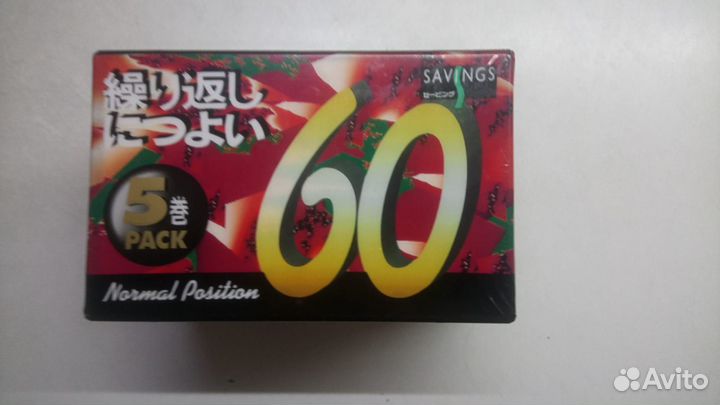 繰り返し
につよい
60
SAVINGS
セービング
5巻
PACK
Normal Position
Avito